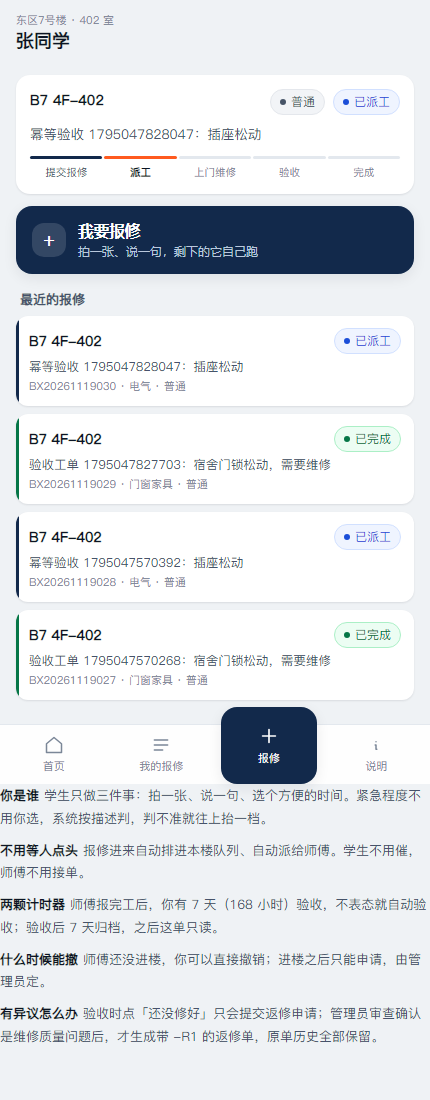 东区7号楼 · 402 室
张同学
B7 4F-402
普通
已派工
幂等验收 1795047828047：插座松动
提交报修
派工
上门维修
验收
完成
+
我要报修
拍一张、说一句，剩下的它自己跑
最近的报修
B7 4F-402
已派工
幂等验收 1795047828047：插座松动
BX20261119030 · 电气 · 普通
B7 4F-402
已完成
验收工单 1795047827703：宿舍门锁松动，需要维修
BX20261119029 · 门窗家具 · 普通
B7 4F-402
已派工
幂等验收 1795047570392：插座松动
BX20261119028 · 电气 · 普通
B7 4F-402
已完成
验收工单 1795047570268：宿舍门锁松动，需要维修
BX20261119027 · 门窗家具 · 普通
首页
我的报修
报修
说明
你是谁 学生只做三件事：拍一张、说一句、选个方便的时间。紧急程度不
用你选，系统按描述判，判不准就往上抬一档。
不用等人点头 报修进来自动排进本楼队列、自动派给师傅。学生不用催，
师傅不用接单。
两颗计时器 师傅报完工后，你有 7 天（168 小时）验收，不表态就自动验
收；验收后 7 天归档，之后这单只读。
什么时候能撤 师傅还没进楼，你可以直接撤销；进楼之后只能申请，由管
理员定。
有异议怎么办 验收时点「还没修好」只会提交返修申请；管理员审查确认
是维修质量问题后，才生成带 -R1 的返修单，原单历史全部保留。